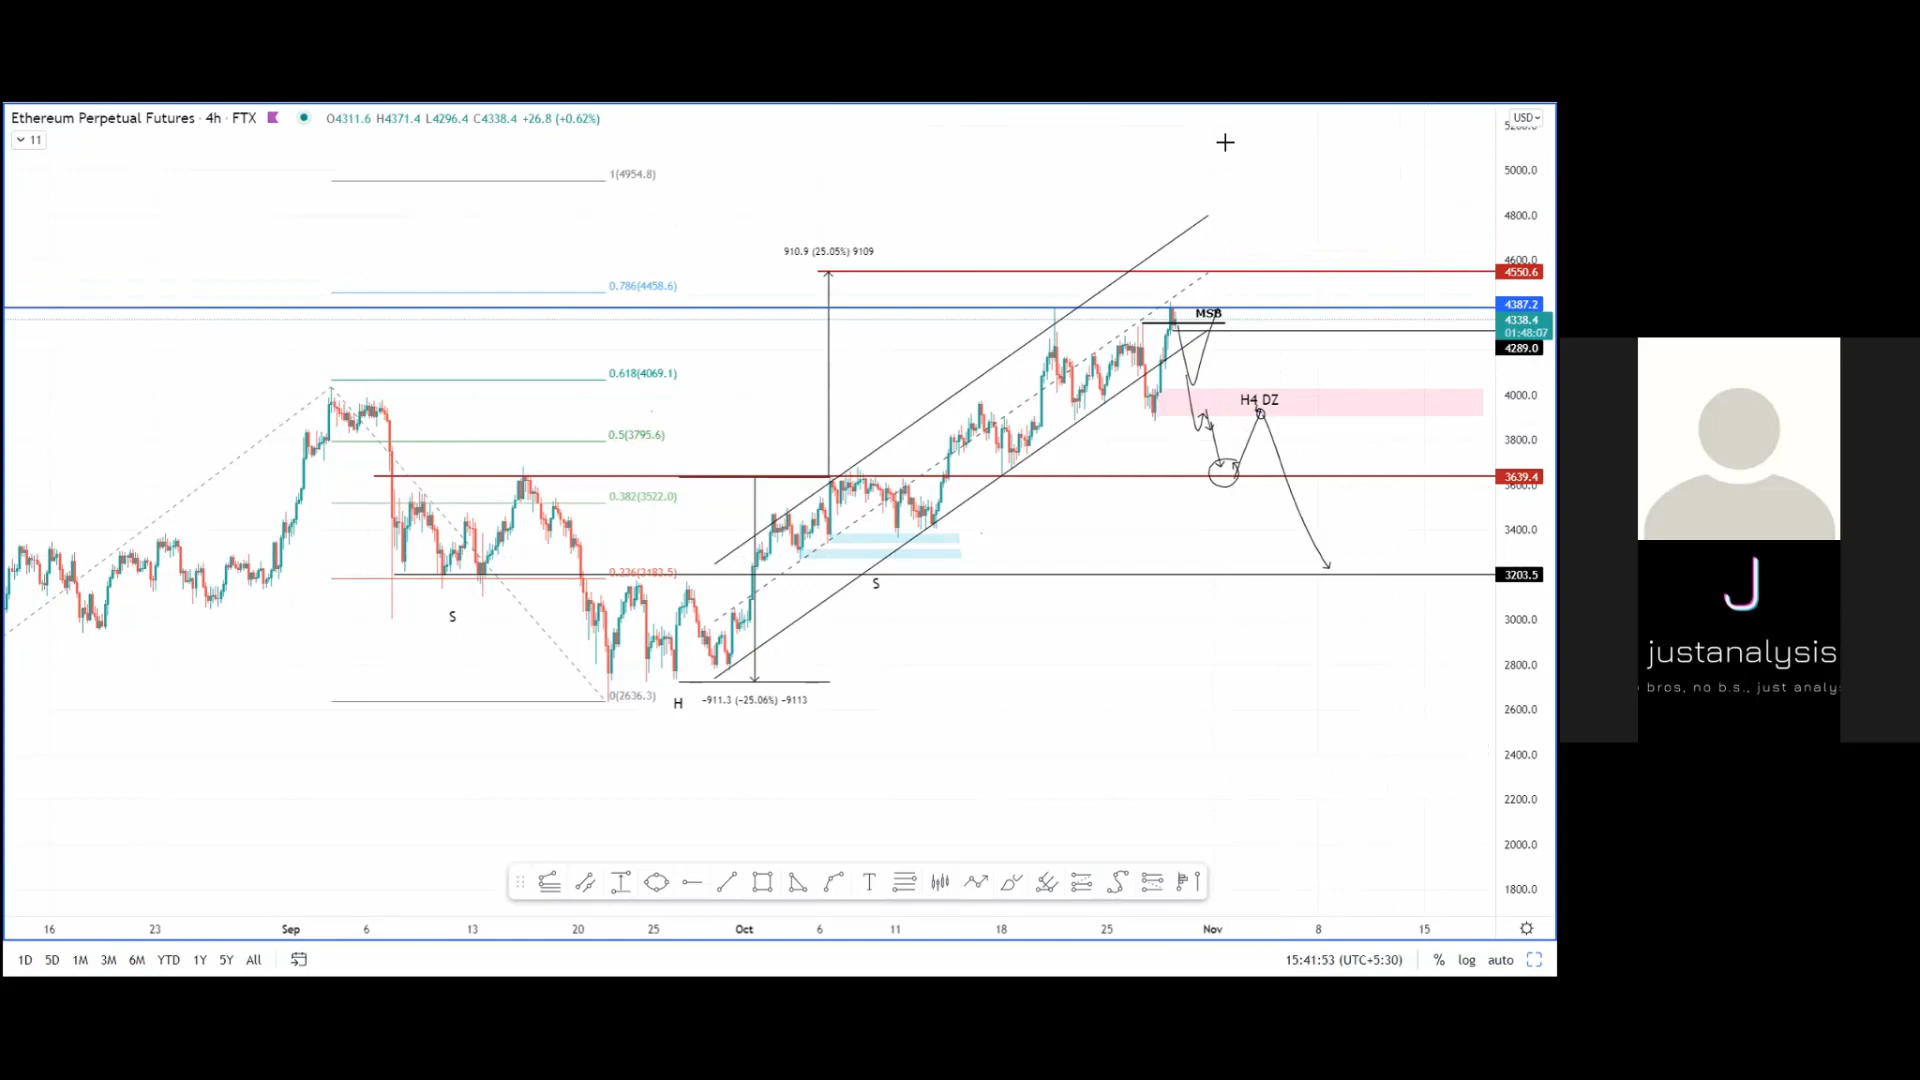 Ethereum Perpetual Futures · 4h · FTX O4311.6 H4371.4 L4296.4 C4338.4 +26.8 (+0.62%)
11
USD
5000.0
4800.0
4600.0
4550.6
4387.2
4338.4
01:48:07
4289.0
4000.0
3800.0
3639.4
3600.0
3400.0
3203.5
3000.0
2800.0
2600.0
2400.0
2200.0
2000.0
1800.0
1(4954.8)
910.9 (25.05%) 9109
0.786(4458.6)
MSB
0.618(4069.1)
H4 DZ
0.5(3795.6)
0.382(3522.0)
0.236(3183.5)
S
S
0(2636.3)
H
-911.3 (-25.06%) -9113
16 23 Sep 6 13 20 25 Oct 6 11 18 25 Nov 8 15
1D 5D 1M 3M 6M YTD 1Y 5Y All
15:41:53 (UTC+5:30) % log auto
J
justanalysis
bros, no b.s., just analy